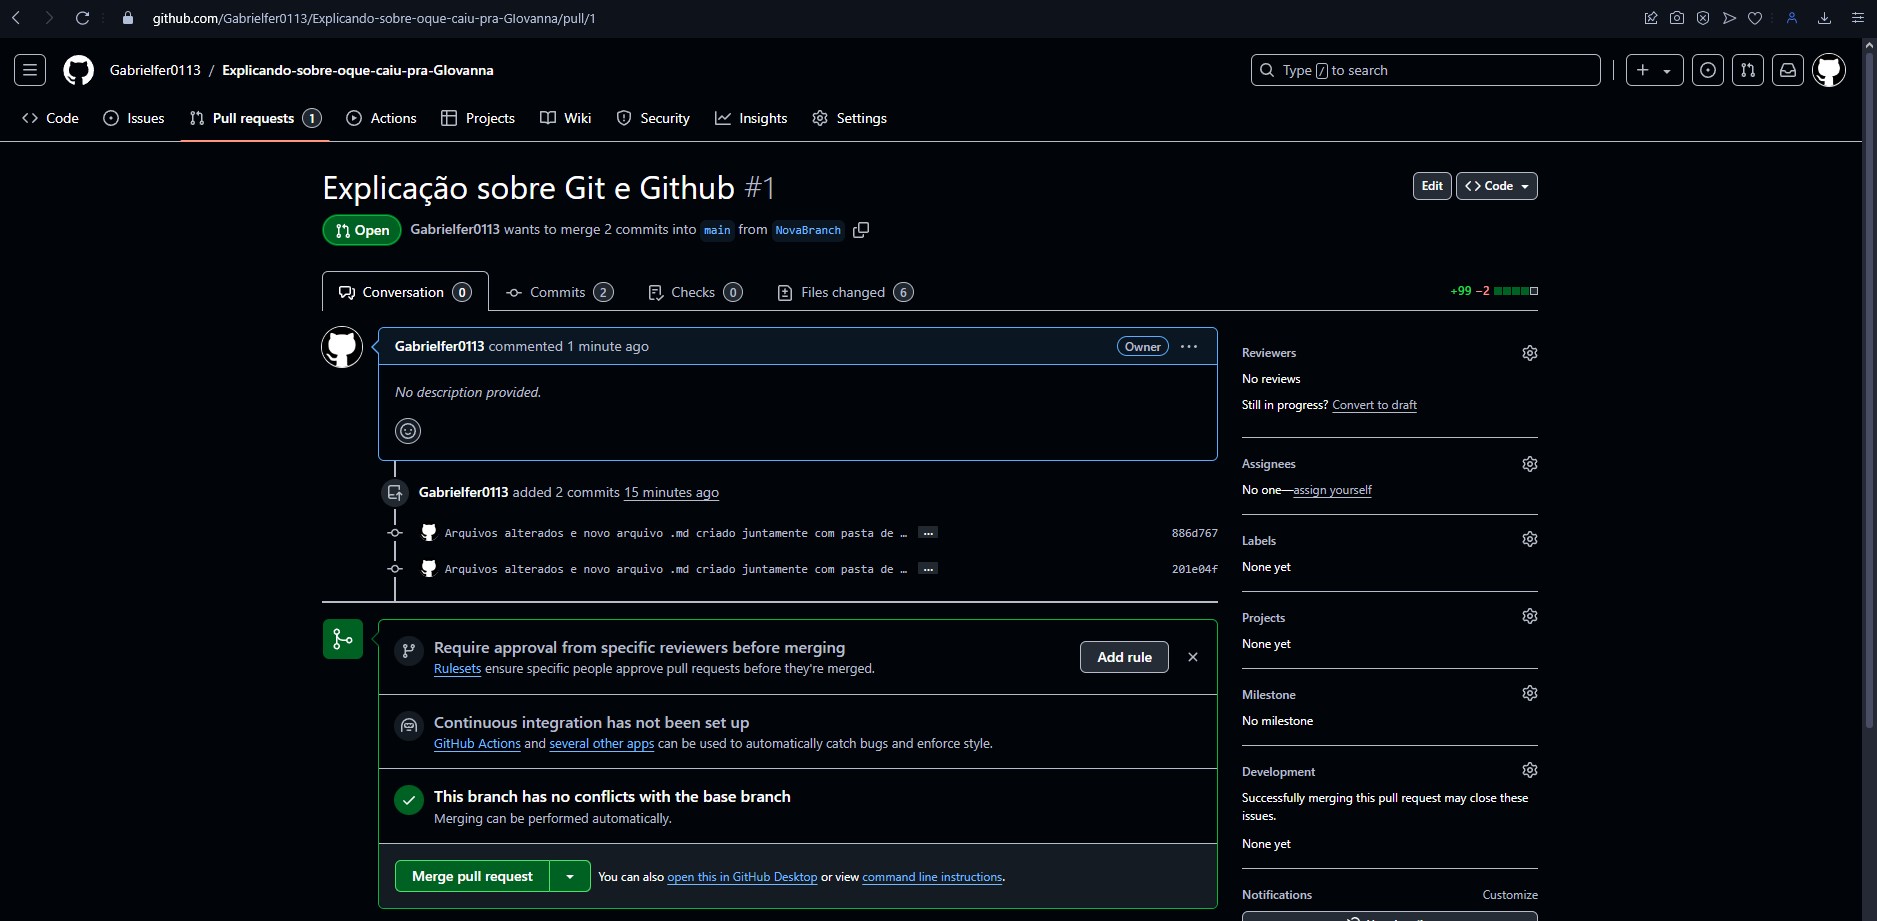 github.com/Gabrielfer0113/Explicando-sobre-oque-caiu-pra-GIovanna/pull/1
Gabrielfer0113 / Explicando-sobre-oque-caiu-pra-GIovanna
Type / to search
Code
Issues
Pull requests 1
Actions
Projects
Wiki
Security
Insights
Settings
Explicação sobre Git e Github #1
Edit
Code
Open
Gabrielfer0113 wants to merge 2 commits into main from NovaBranch
Conversation 0
Commits 2
Checks 0
Files changed 6
+99 −2
Gabrielfer0113 commented 1 minute ago
Owner
No description provided.
Gabrielfer0113 added 2 commits 15 minutes ago
Arquivos alterados e novo arquivo .md criado juntamente com pasta de … ...
886d767
Arquivos alterados e novo arquivo .md criado juntamente com pasta de … ...
201e04f
Require approval from specific reviewers before merging
Rulesets ensure specific people approve pull requests before they're merged.
Add rule
Continuous integration has not been set up
GitHub Actions and several other apps can be used to automatically catch bugs and enforce style.
This branch has no conflicts with the base branch
Merging can be performed automatically.
Merge pull request
You can also open this in GitHub Desktop or view command line instructions.
Reviewers
No reviews
Still in progress? Convert to draft
Assignees
No one—assign yourself
Labels
None yet
Projects
None yet
Milestone
No milestone
Development
Successfully merging this pull request may close these
issues.
None yet
Notifications
Customize